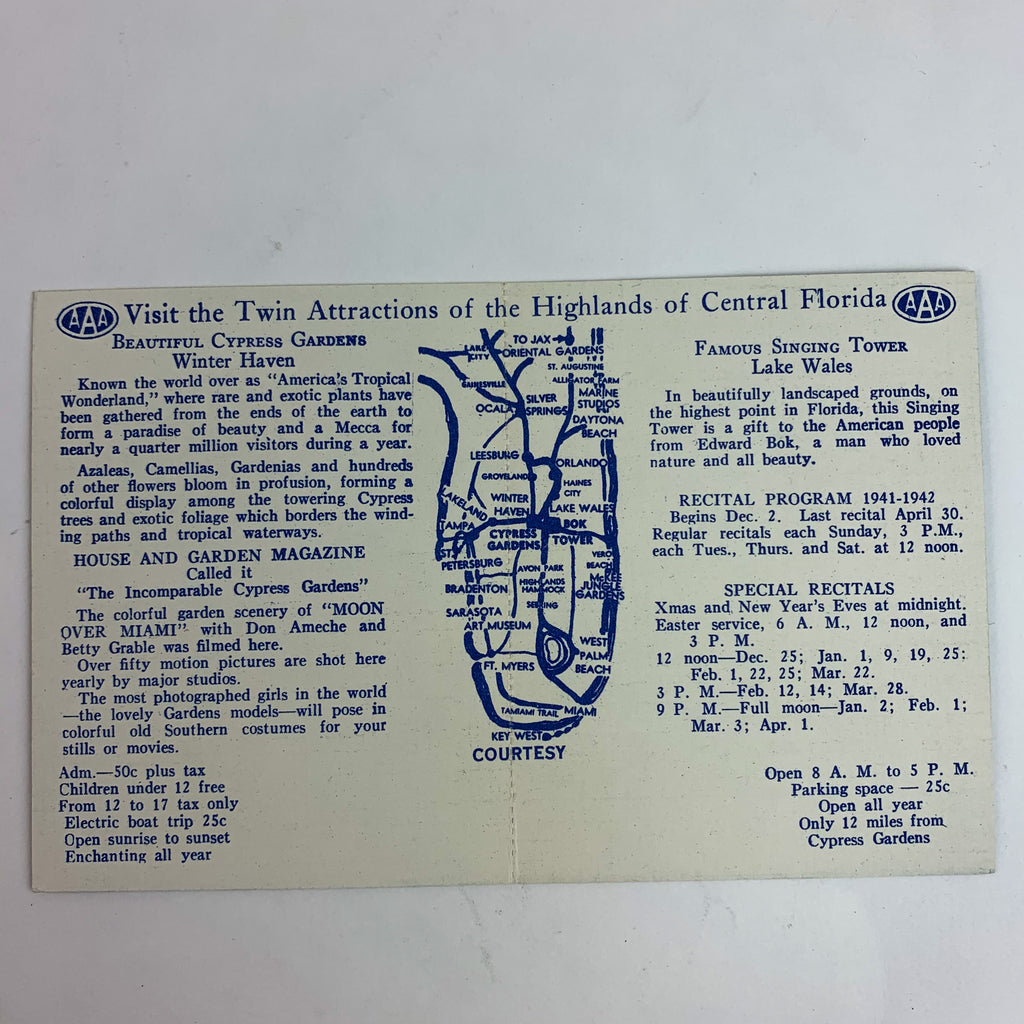 AAA Visit the Twin Attractions of the Highlands of Central Florida AAA
BEAUTIFUL CYPRESS GARDENS
Winter Haven
Known the world over as "America's Tropical
Wonderland," where rare and exotic plants have
been gathered from the ends of the earth to
form a paradise of beauty and a Mecca for
nearly a quarter million visitors during a year.
Azaleas, Camellias, Gardenias and hundreds
of other flowers bloom in profusion, forming a
colorful display among the towering Cypress
trees and exotic foliage which borders the wind-
ing paths and tropical waterways.
HOUSE AND GARDEN MAGAZINE
Called it
"The Incomparable Cypress Gardens"
The colorful garden scenery of "MOON
OVER MIAMI" with Don Ameche and
Betty Grable was filmed here.
Over fifty motion pictures are shot here
yearly by major studios.
The most photographed girls in the world
—the lovely Gardens models—will pose in
colorful old Southern costumes for your
stills or movies.
Adm.—50c plus tax
Children under 12 free
From 12 to 17 tax only
Electric boat trip 25c
Open sunrise to sunset
Enchanting all year
TO JAX
LAKE
CITY
ORIENTAL GARDENS
ST. AUGUSTINE
ALLIGATOR FARM
GAINESVILLE
MARINE
STUDIOS
OCALA
SILVER
SPRINGS
DAYTONA
BEACH
LEESBURG
ORLANDO
GROVELAND
HAINES
CITY
LAKELAND
WINTER
HAVEN
LAKE WALES
TAMPA
CYPRESS
GARDENS
BOK
TOWER
ST.
PETERSBURG
VERO
BEACH
AVON PARK
McKEE
JUNGLE
GARDENS
BRADENTON
HIGHLANDS
HAMMOCK
SEBRING
SARASOTA
ART MUSEUM
WEST
PALM
BEACH
FT. MYERS
TAMIAMI TRAIL
MIAMI
KEY WEST
COURTESY
FAMOUS SINGING TOWER
Lake Wales
In beautifully landscaped grounds, on
the highest point in Florida, this Singing
Tower is a gift to the American people
from Edward Bok, a man who loved
nature and all beauty.
RECITAL PROGRAM 1941-1942
Begins Dec. 2. Last recital April 30.
Regular recitals each Sunday, 3 P.M.,
each Tues., Thurs. and Sat. at 12 noon.
SPECIAL RECITALS
Xmas and New Year's Eves at midnight.
Easter service, 6 A. M., 12 noon, and
3 P. M.
12 noon—Dec. 25; Jan. 1, 9, 19, 25;
Feb. 1, 22, 25; Mar. 22.
3 P. M.—Feb. 12, 14; Mar. 28.
9 P. M.—Full moon—Jan. 2; Feb. 1;
Mar. 3; Apr. 1.
Open 8 A. M. to 5 P. M.
Parking space — 25c
Open all year
Only 12 miles from
Cypress Gardens